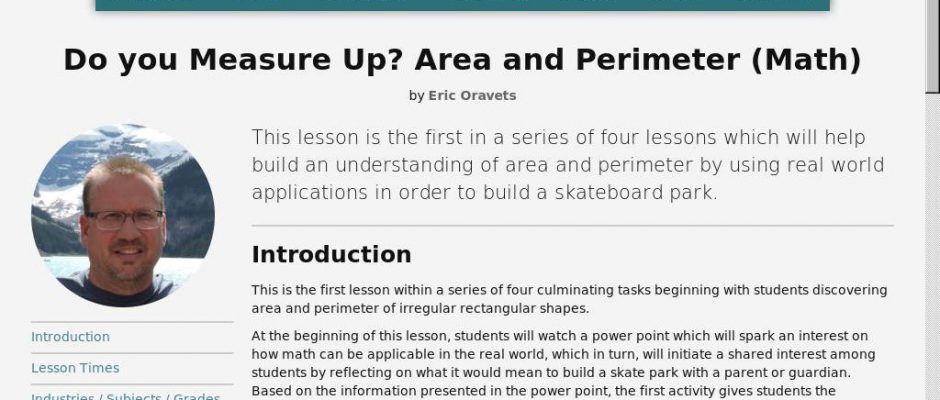 Do you Measure Up? Area and Perimeter (Math)
by Eric Oravets
This lesson is the first in a series of four lessons which will help
build an understanding of area and perimeter by using real world
applications in order to build a skateboard park.
Introduction
This is the first lesson within a series of four culminating tasks beginning with students discovering
area and perimeter of irregular rectangular shapes.
At the beginning of this lesson, students will watch a power point which will spark an interest on
how math can be applicable in the real world, which in turn, will initiate a shared interest among
students by reflecting on what it would mean to build a skate park with a parent or guardian.
Based on the information presented in the power point, the first activity gives students the
Introduction
Lesson Times
Industries / Subjects / Grades